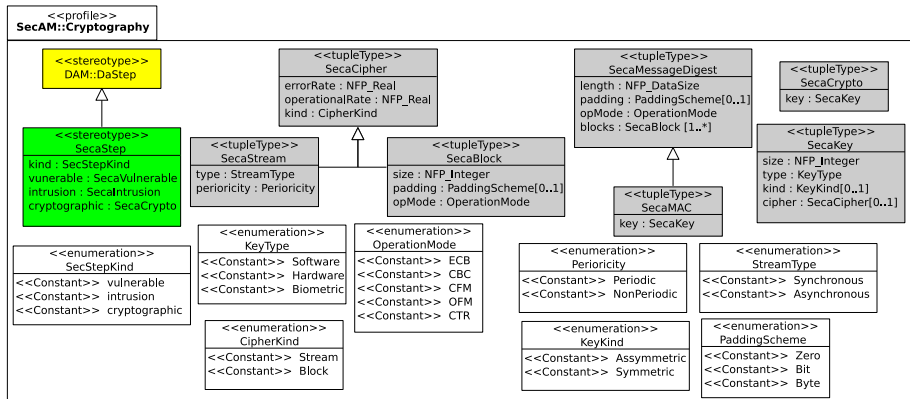 <<profile>>
SecAM::Cryptography
<<stereotype>>
DAM::DaStep
<<stereotype>>
SecaStep
kind : SecStepKind
vunerable : SecaVulnerable
intrusion : SecaIntrusion
cryptographic : SecaCrypto
<<tupleType>>
SecaCipher
errorRate : NFP_Real
operationalRate : NFP_Real
kind : CipherKind
<<tupleType>>
SecaStream
type : StreamType
perioricity : Perioricity
<<tupleType>>
SecaBlock
size : NFP_Integer
padding : PaddingScheme[0..1]
opMode : OperationMode
<<tupleType>>
SecaMessageDigest
length : NFP_DataSize
padding : PaddingScheme[0..1]
opMode : OperationMode
blocks : SecaBlock [1..*]
<<tupleType>>
SecaMAC
key : SecaKey
<<tupleType>>
SecaCrypto
key : SecaKey
<<tupleType>>
SecaKey
size : NFP_Integer
type : KeyType
kind : KeyKind[0..1]
cipher : SecaCipher[0..1]
<<enumeration>>
SecStepKind
<<Constant>> vulnerable
<<Constant>> intrusion
<<Constant>> cryptographic
<<enumeration>>
KeyType
<<Constant>> Software
<<Constant>> Hardware
<<Constant>> Biometric
<<enumeration>>
CipherKind
<<Constant>> Stream
<<Constant>> Block
<<enumeration>>
OperationMode
<<Constant>> ECB
<<Constant>> CBC
<<Constant>> CFM
<<Constant>> OFM
<<Constant>> CTR
<<enumeration>>
Perioricity
<<Constant>> Periodic
<<Constant>> NonPeriodic
<<enumeration>>
StreamType
<<Constant>> Synchronous
<<Constant>> Asynchronous
<<enumeration>>
KeyKind
<<Constant>> Assymmetric
<<Constant>> Symmetric
<<enumeration>>
PaddingScheme
<<Constant>> Zero
<<Constant>> Bit
<<Constant>> Byte